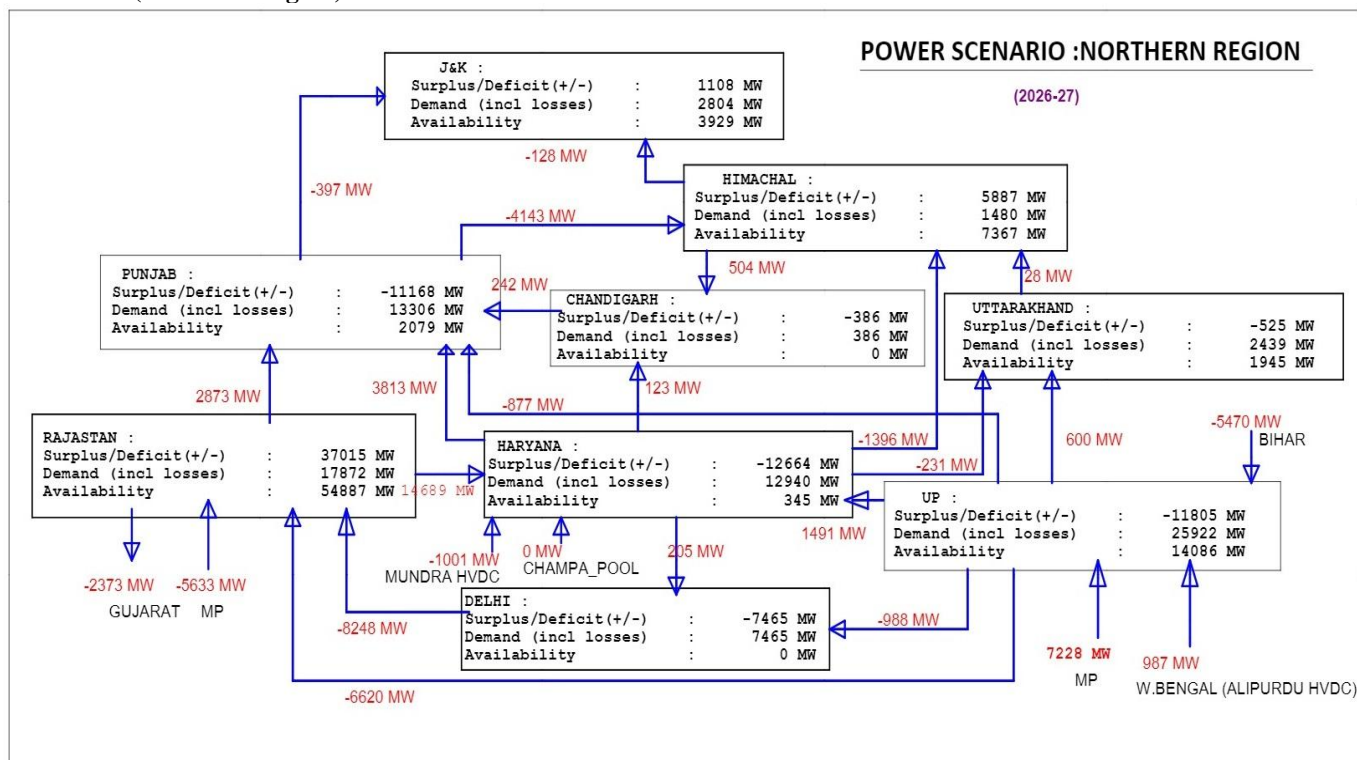 POWER SCENARIO :NORTHERN REGION
(2026-27)
J&K :
Surplus/Deficit(+/-) : 1108 MW
Demand (incl losses) : 2804 MW
Availability : 3929 MW
-128 MW
-397 MW
HIMACHAL :
Surplus/Deficit(+/-) : 5887 MW
Demand (incl losses) : 1480 MW
Availability : 7367 MW
-4143 MW
504 MW
28 MW
PUNJAB :
Surplus/Deficit(+/-) : -11168 MW
Demand (incl losses) : 13306 MW
Availability : 2079 MW
242 MW
CHANDIGARH :
Surplus/Deficit(+/-) : -386 MW
Demand (incl losses) : 386 MW
Availability : 0 MW
UTTARAKHAND :
Surplus/Deficit(+/-) : -525 MW
Demand (incl losses) : 2439 MW
Availability : 1945 MW
2873 MW
3813 MW
123 MW
-877 MW
-1396 MW
-231 MW
600 MW
-5470 MW
BIHAR
RAJASTAN :
Surplus/Deficit(+/-) : 37015 MW
Demand (incl losses) : 17872 MW
Availability : 54887 MW
14689 MW
HARYANA :
Surplus/Deficit(+/-) : -12664 MW
Demand (incl losses) : 12940 MW
Availability : 345 MW
1491 MW
UP :
Surplus/Deficit(+/-) : -11805 MW
Demand (incl losses) : 25922 MW
Availability : 14086 MW
-2373 MW
GUJARAT
-5633 MW
MP
-1001 MW
MUNDRA HVDC
0 MW
CHAMPA_POOL
205 MW
-8248 MW
DELHI :
Surplus/Deficit(+/-) : -7465 MW
Demand (incl losses) : 7465 MW
Availability : 0 MW
-988 MW
7228 MW
MP
987 MW
W.BENGAL (ALIPURDU HVDC)
-6620 MW